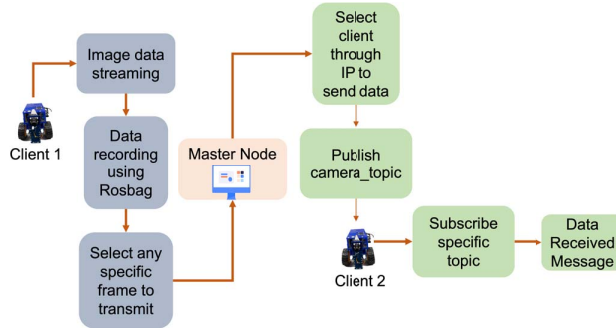 Image data
streaming
Client 1
Data
recording
using
Rosbag
Select any
specific
frame to
transmit
Master Node
Select
client
through
IP to
send data
Publish
camera_topic
Client 2
Subscribe
specific
topic
Data
Received
Message